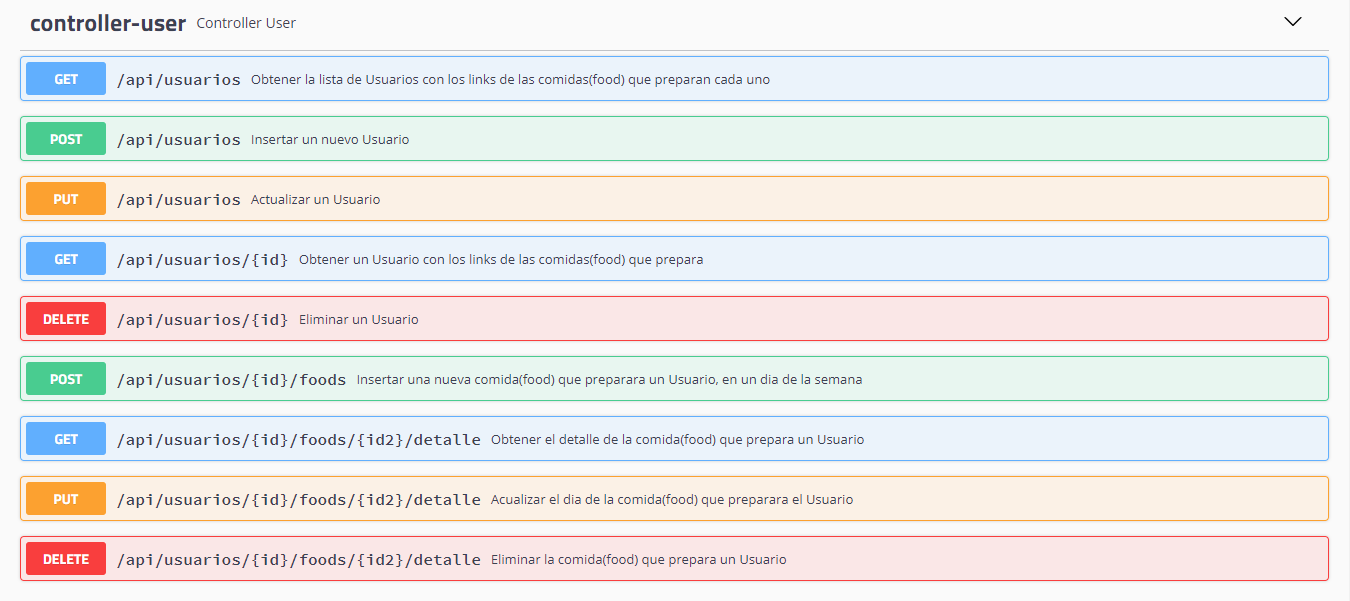 controller-user Controller User
GET /api/usuarios Obtener la lista de Usuarios con los links de las comidas(food) que preparan cada uno
POST /api/usuarios Insertar un nuevo Usuario
PUT /api/usuarios Actualizar un Usuario
GET /api/usuarios/{id} Obtener un Usuario con los links de las comidas(food) que prepara
DELETE /api/usuarios/{id} Eliminar un Usuario
POST /api/usuarios/{id}/foods Insertar una nueva comida(food) que preparara un Usuario, en un dia de la semana
GET /api/usuarios/{id}/foods/{id2}/detalle Obtener el detalle de la comida(food) que prepara un Usuario
PUT /api/usuarios/{id}/foods/{id2}/detalle Acualizar el dia de la comida(food) que preparara el Usuario
DELETE /api/usuarios/{id}/foods/{id2}/detalle Eliminar la comida(food) que prepara un Usuario